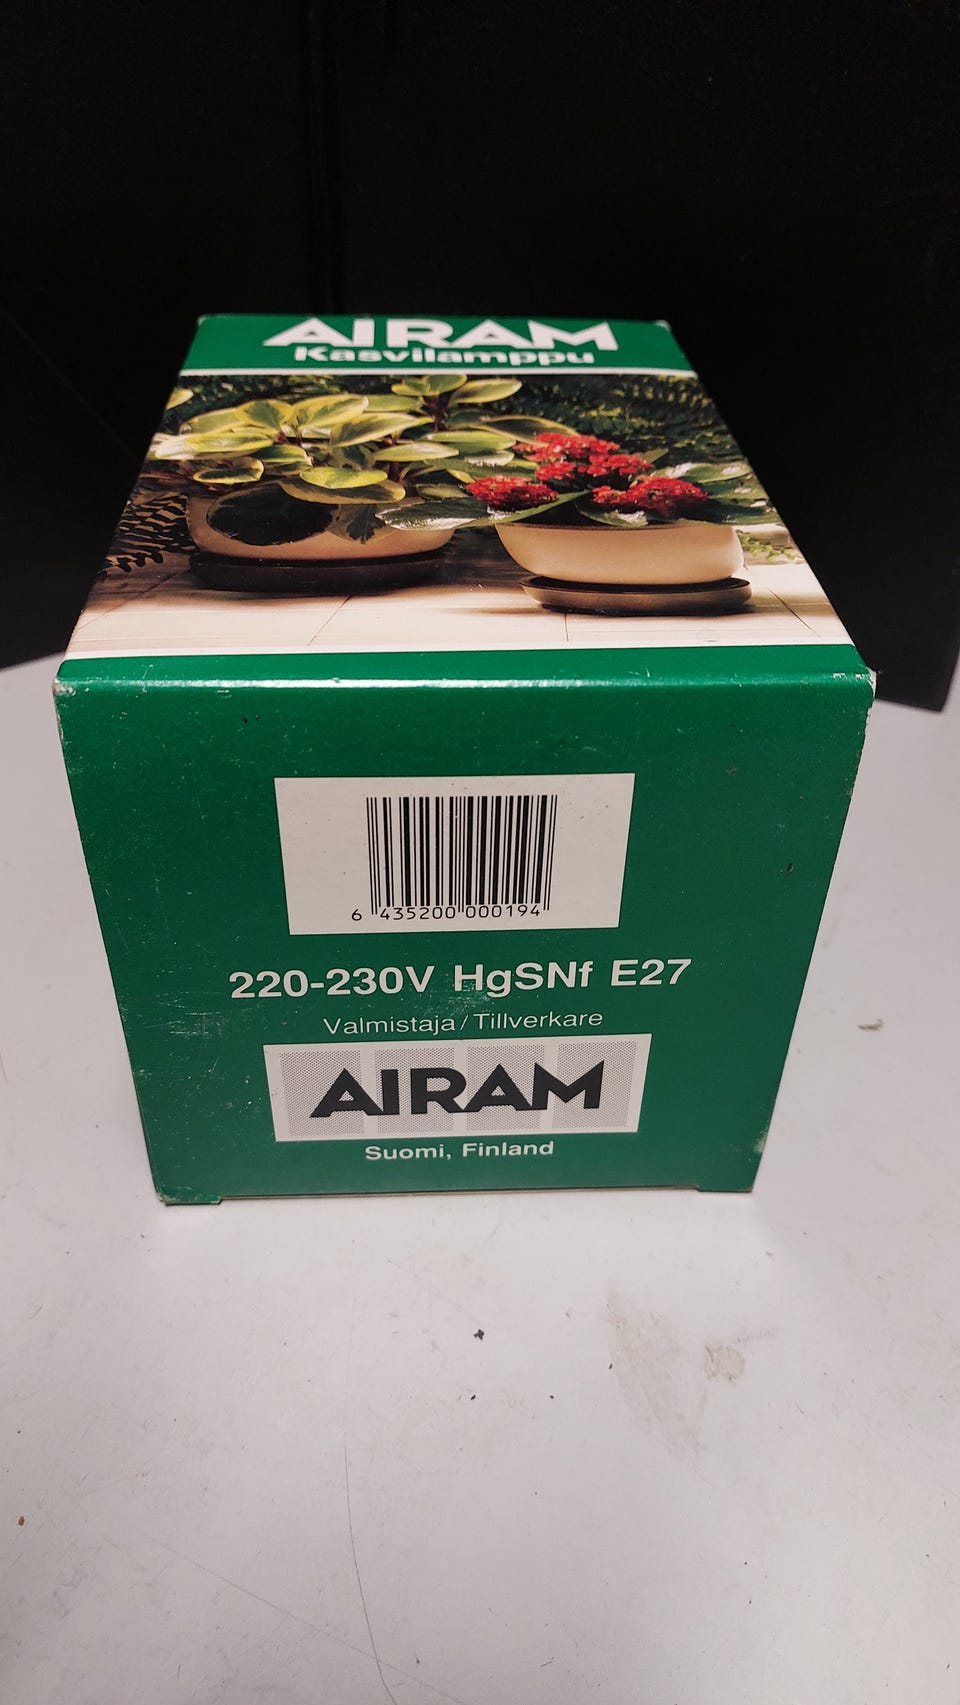 AIRAM
Kasvilamppu
6 435200 000194
220-230V HgSNf E27
Valmistaja/Tillverkare
AIRAM
Suomi, Finland